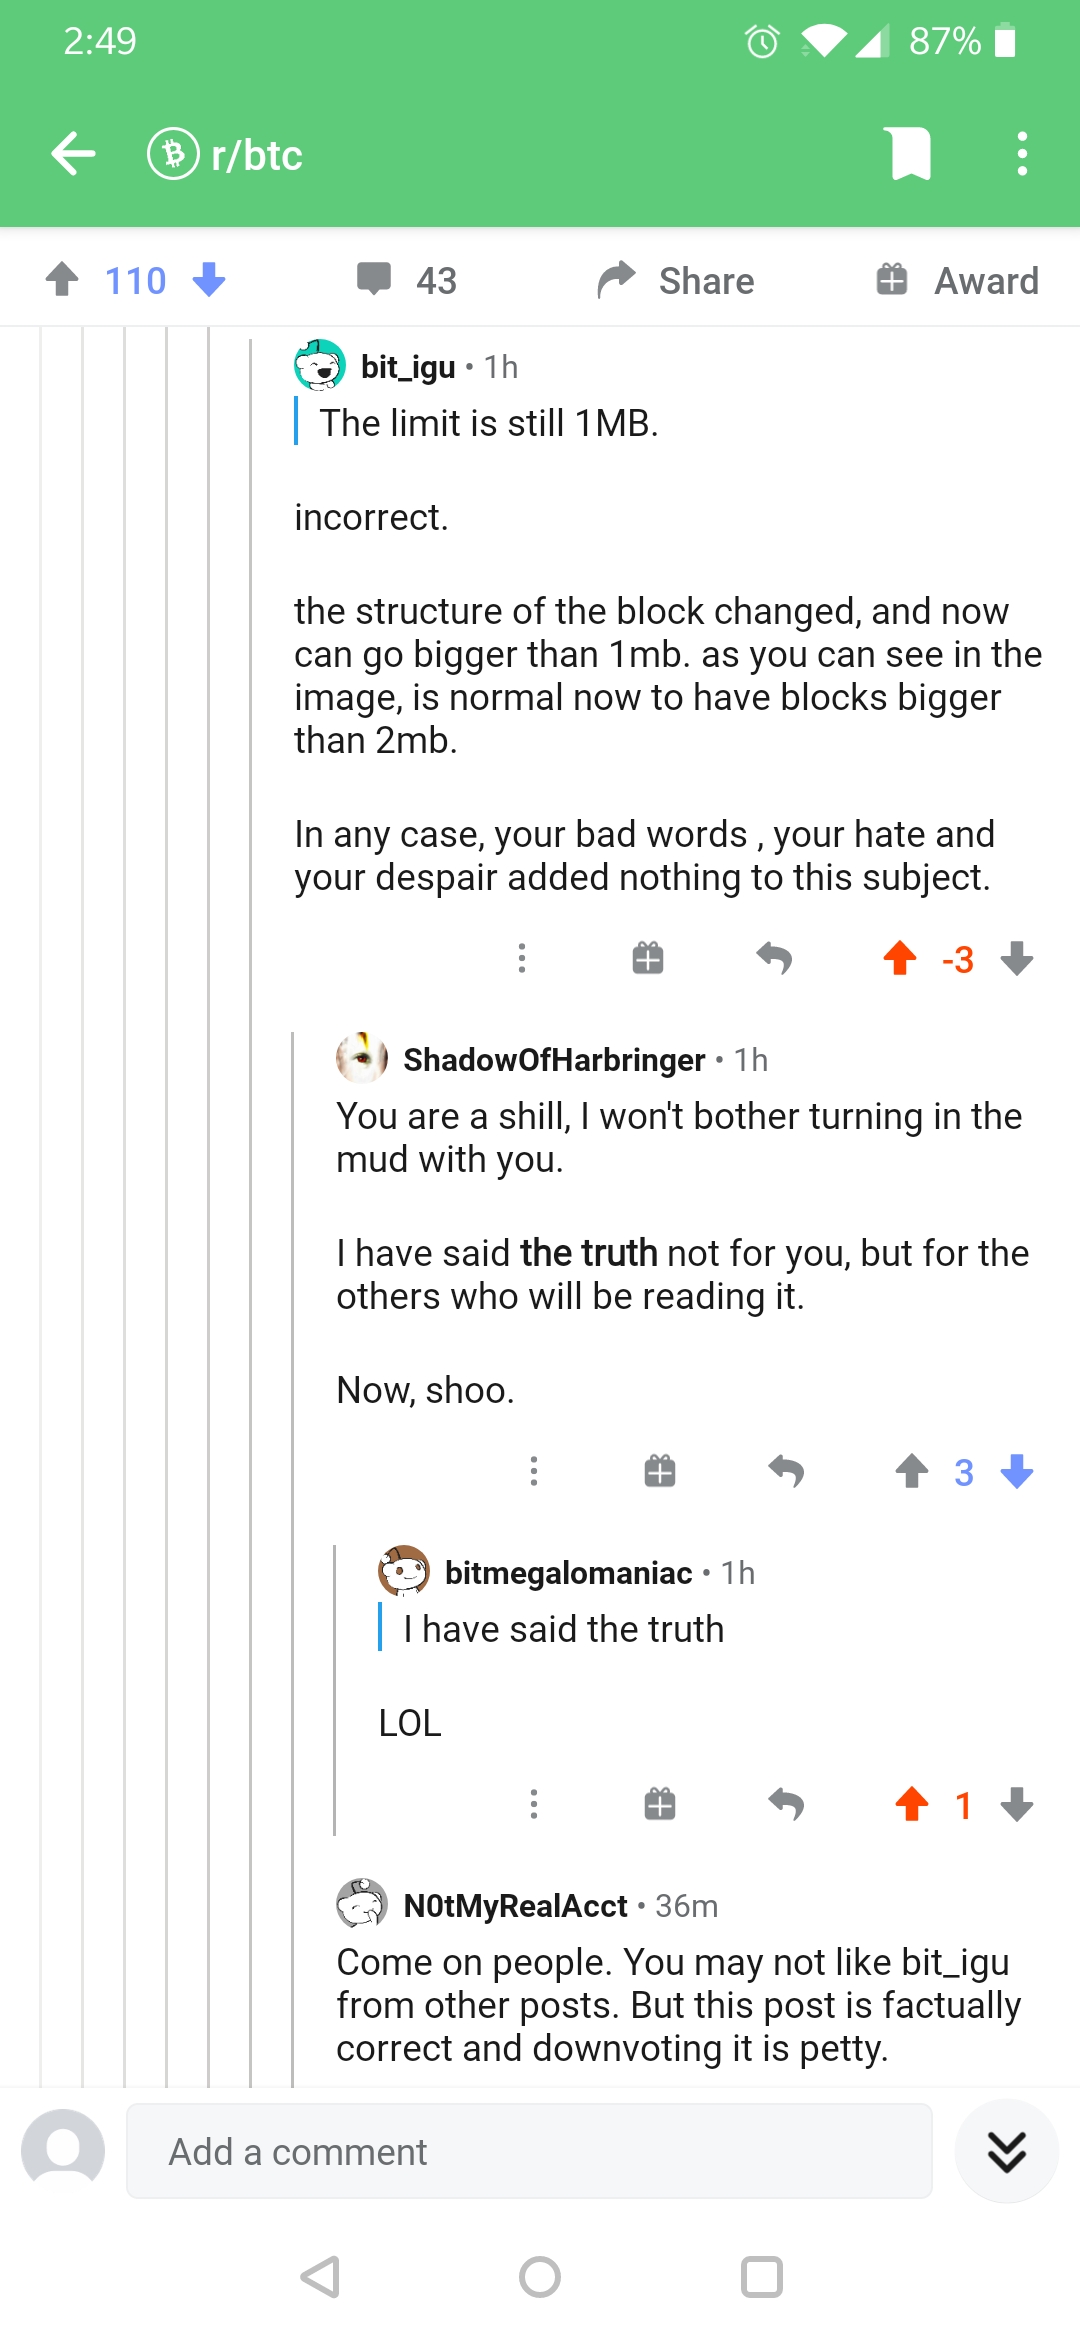 2:49
87%
r/btc
110
43
Share
Award
bit_igu • 1h
The limit is still 1MB.
incorrect.
the structure of the block changed, and now
can go bigger than 1mb. as you can see in the
image, is normal now to have blocks bigger
than 2mb.
In any case, your bad words , your hate and
your despair added nothing to this subject.
-3
ShadowOfHarbringer • 1h
You are a shill, I won't bother turning in the
mud with you.
I have said the truth not for you, but for the
others who will be reading it.
Now, shoo.
3
bitmegalomaniac • 1h
I have said the truth
LOL
1
N0tMyRealAcct • 36m
Come on people. You may not like bit_igu
from other posts. But this post is factually
correct and downvoting it is petty.
Add a comment